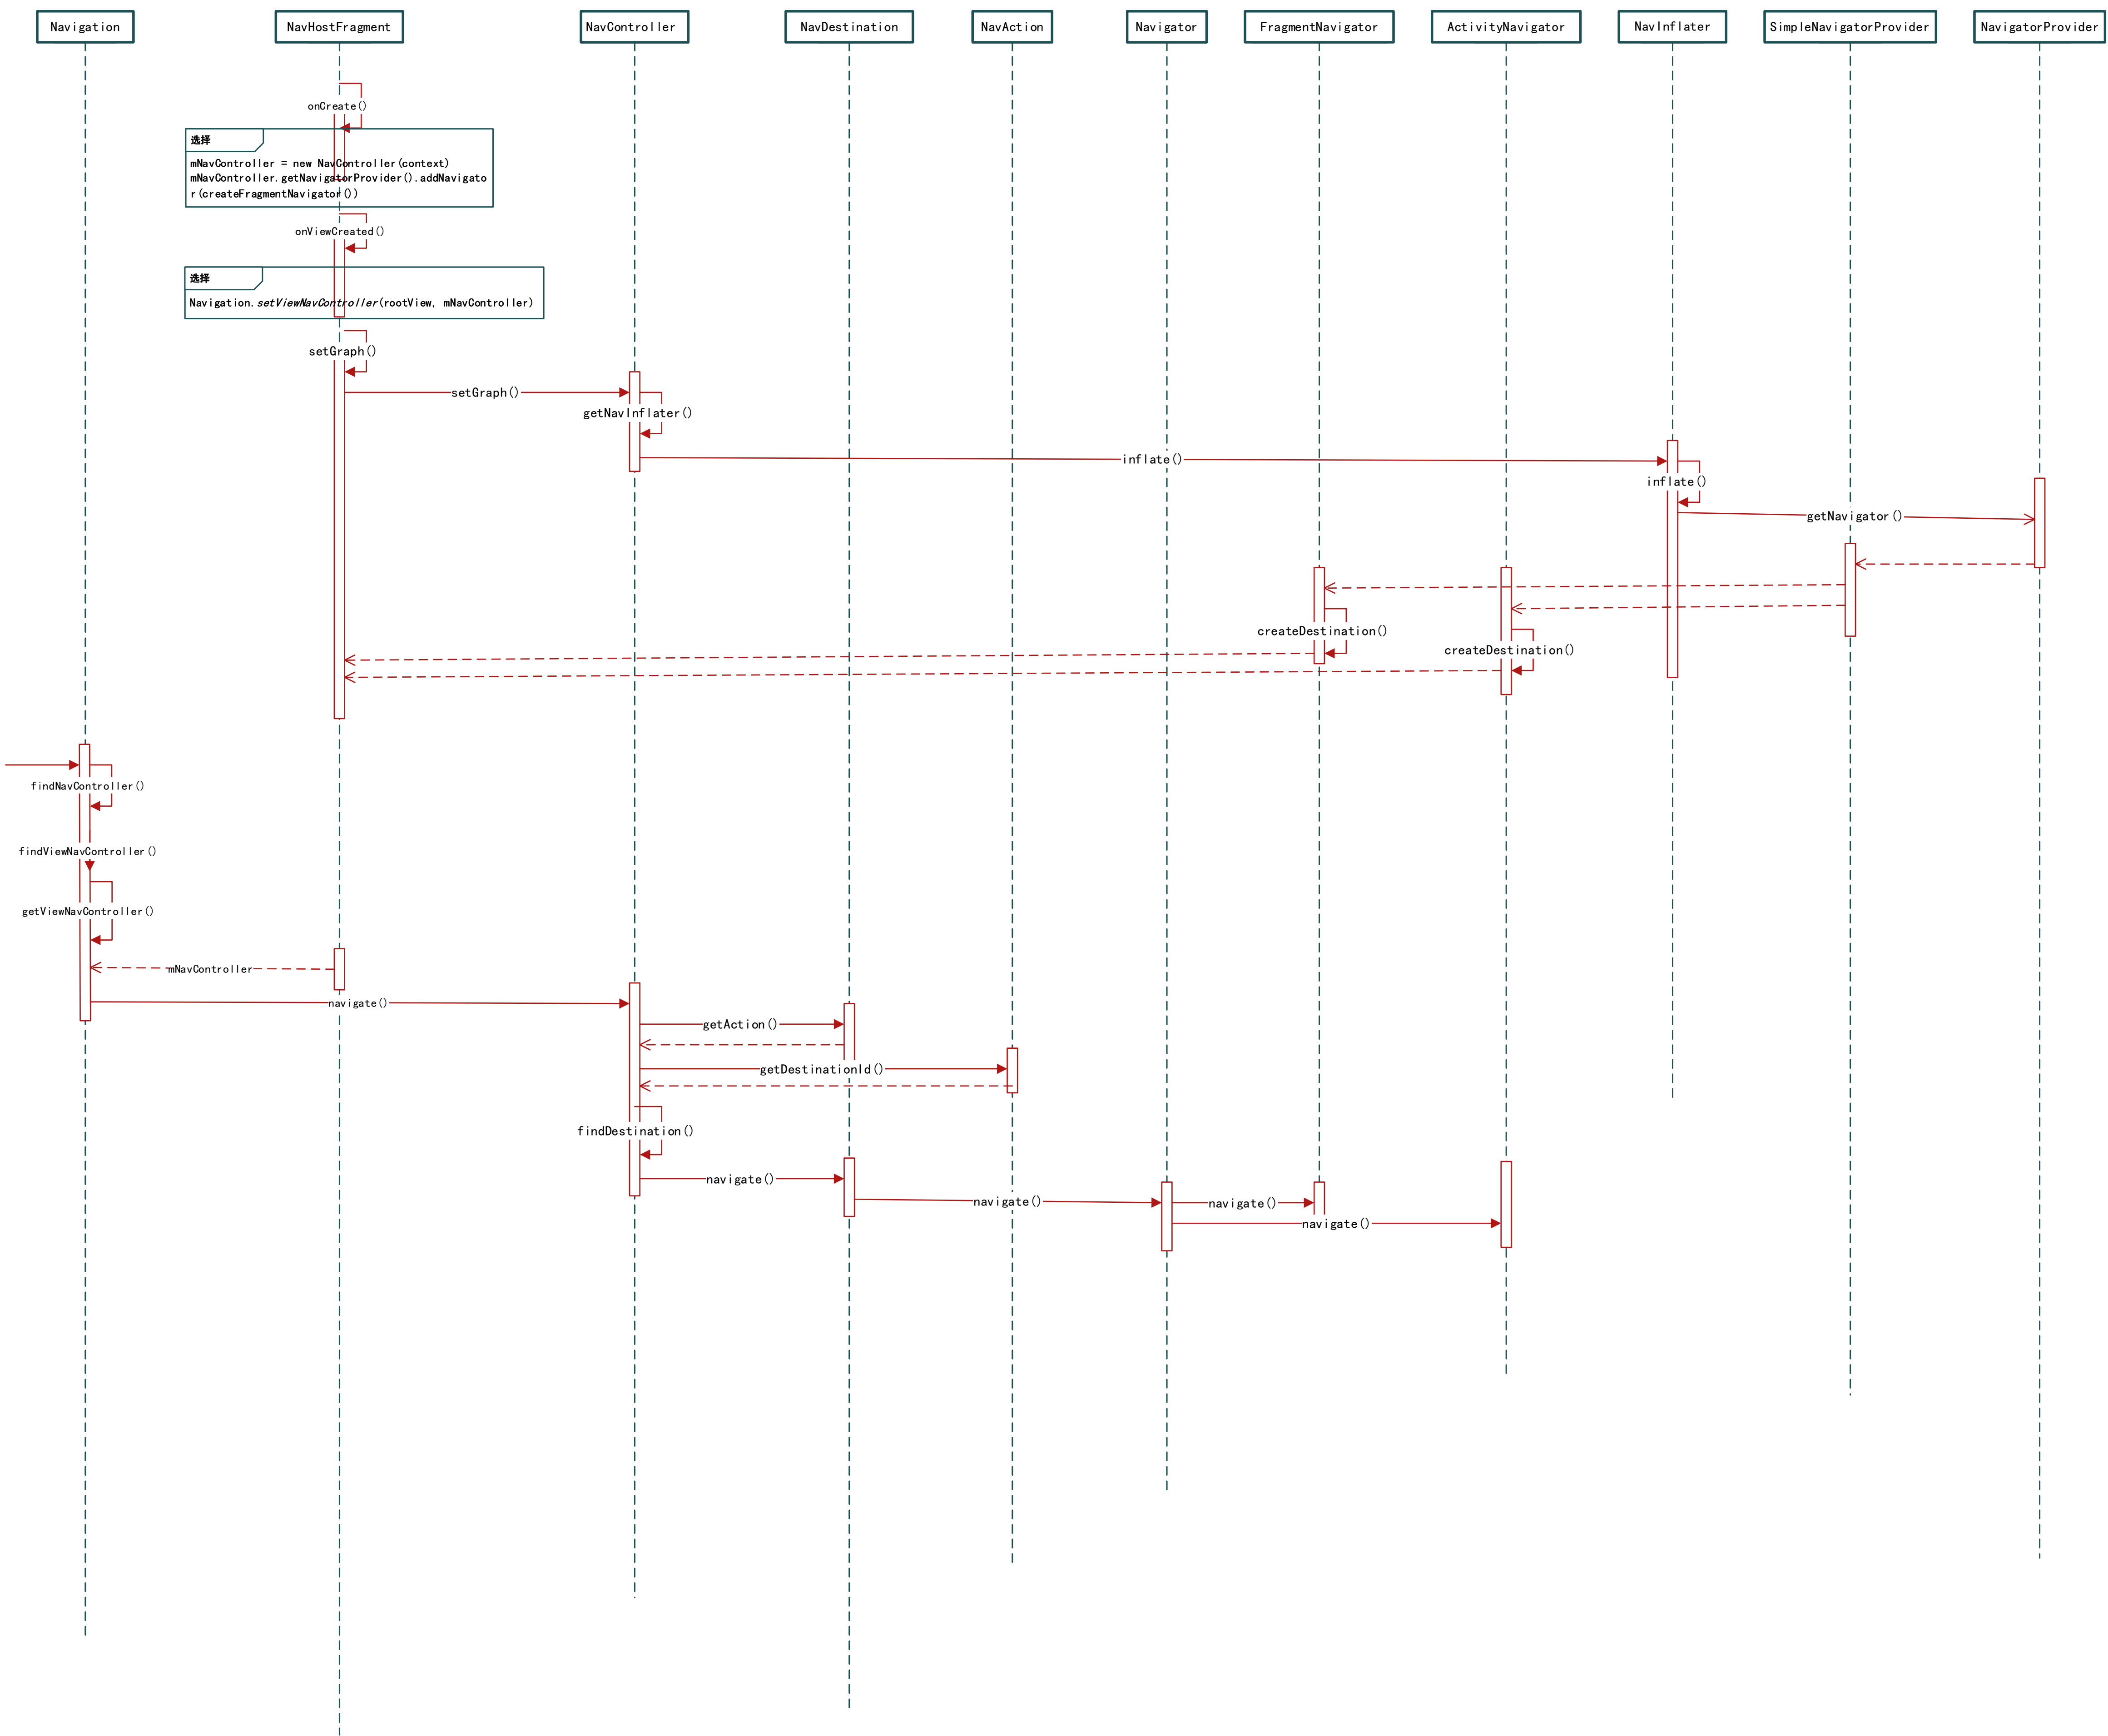 Navigation
NavHostFragment
NavController
NavDestination
NavAction
Navigator
FragmentNavigator
ActivityNavigator
NavInflater
SimpleNavigatorProvider
NavigatorProvider
onCreate()
选择
mNavController = new NavController(context)
mNavController.getNavigatorProvider().addNavigato
r(createFragmentNavigator())
onViewCreated()
选择
Navigation.setViewNavController(rootView, mNavController)
setGraph()
setGraph()
getNavInflater()
inflate()
inflate()
getNavigator()
createDestination()
createDestination()
findNavController()
findViewNavController()
getViewNavController()
mNavController
navigate()
getAction()
getDestinationId()
findDestination()
navigate()
navigate()
navigate()
navigate()